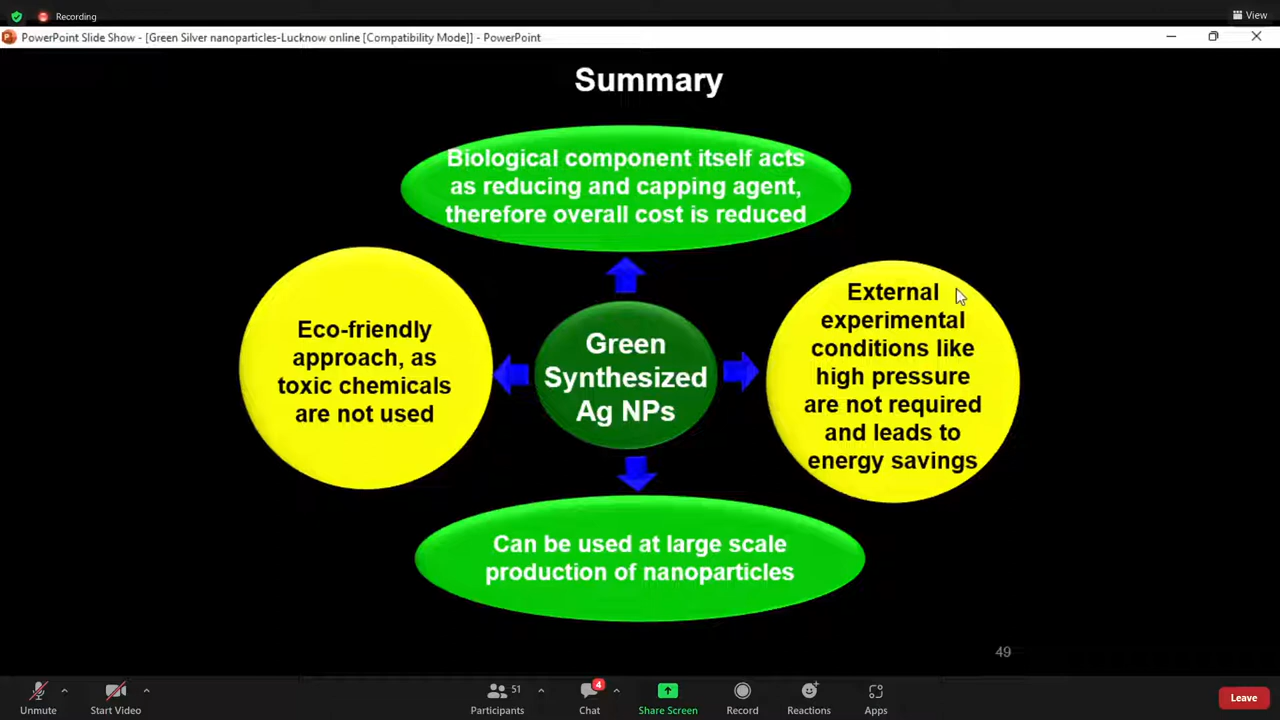 Recording
View
PowerPoint Slide Show - [Green Silver nanoparticles-Lucknow online [Compatibility Mode]] - PowerPoint
Summary
Biological component itself acts
as reducing and capping agent,
therefore overall cost is reduced
Eco-friendly
approach, as
toxic chemicals
are not used
Green
Synthesized
Ag NPs
External
experimental
conditions like
high pressure
are not required
and leads to
energy savings
Can be used at large scale
production of nanoparticles
49
Unmute
Start Video
51
Participants
4
Chat
Share Screen
Record
Reactions
Apps
Leave